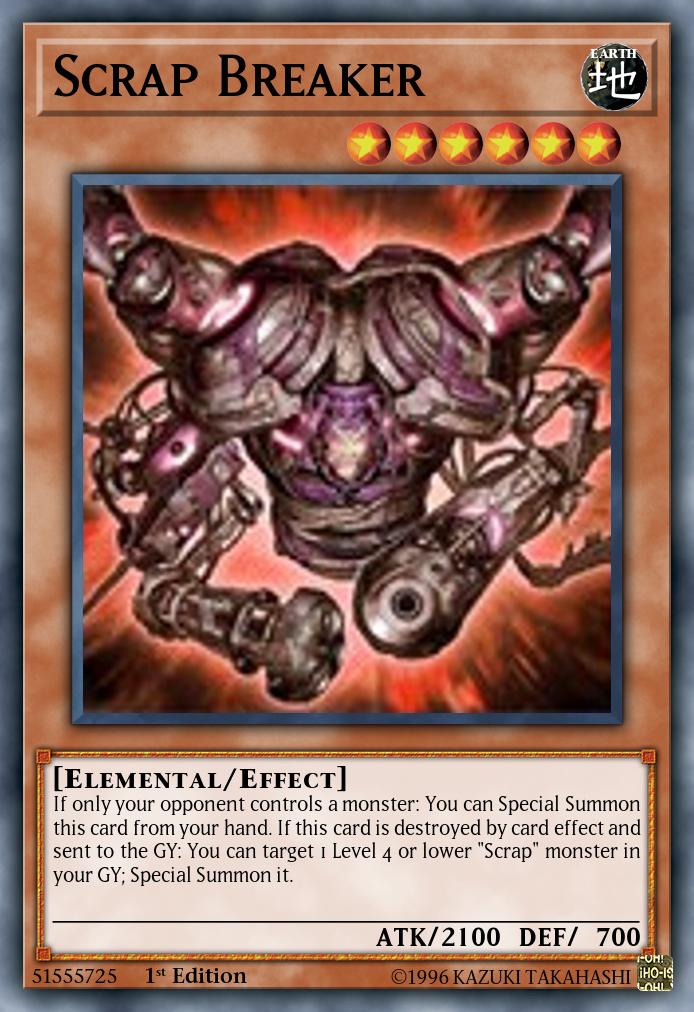 SCRAP BREAKER
EARTH
地
[ELEMENTAL/EFFECT]
If only your opponent controls a monster: You can Special Summon
this card from your hand. If this card is destroyed by card effect and
sent to the GY: You can target 1 Level 4 or lower "Scrap" monster in
your GY; Special Summon it.
ATK/2100 DEF/ 700
51555725 1st Edition ©1996 KAZUKI TAKAHASHI